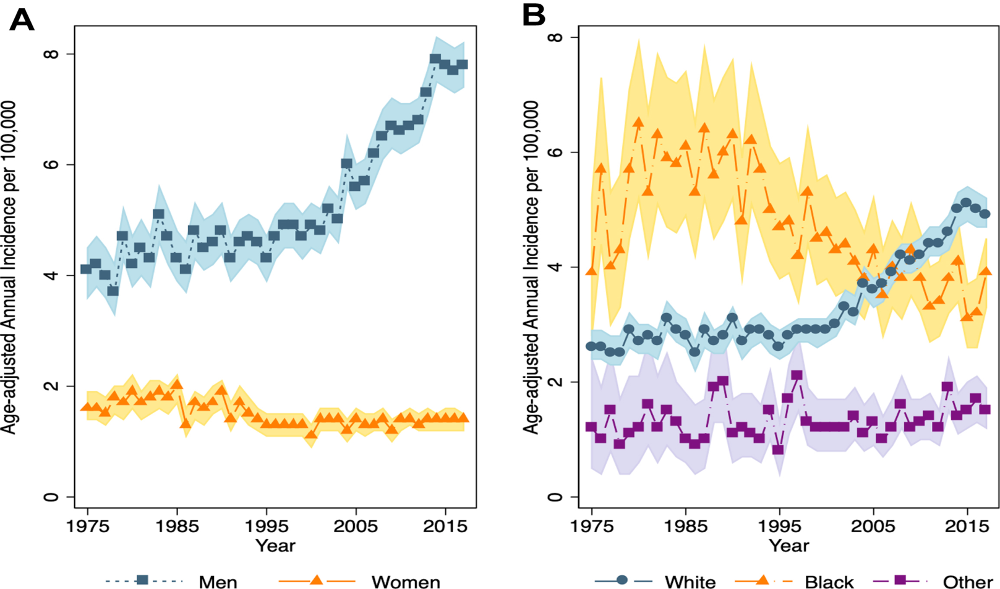 A
Age-adjusted Annual Incidence per 100,000
8
6
4
2
0
1975 1985 1995 2005 2015
Year
Men Women
B
Age-adjusted Annual Incidence per 100,000
8
6
4
2
0
1975 1985 1995 2005 2015
Year
White Black Other